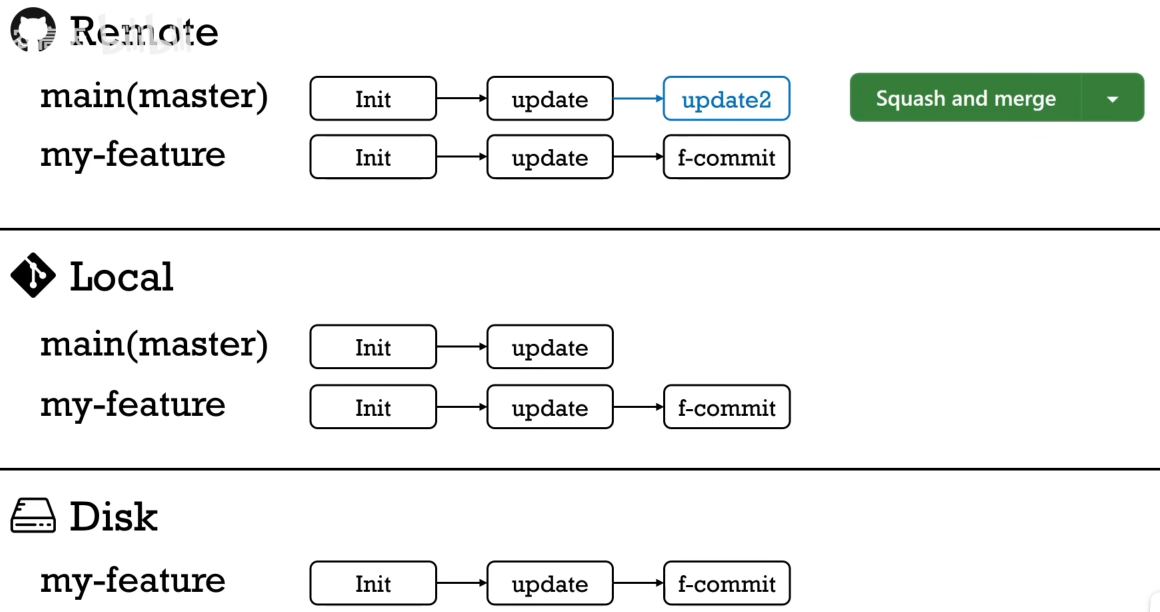 Remote
main(master) Init update update2 Squash and merge
my-feature Init update f-commit
Local
main(master) Init update
my-feature Init update f-commit
Disk
my-feature Init update f-commit